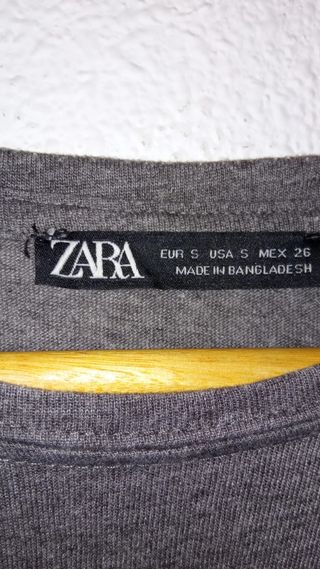 ZARA
EUR S USA S MEX 26
MADE IN BANGLADESH